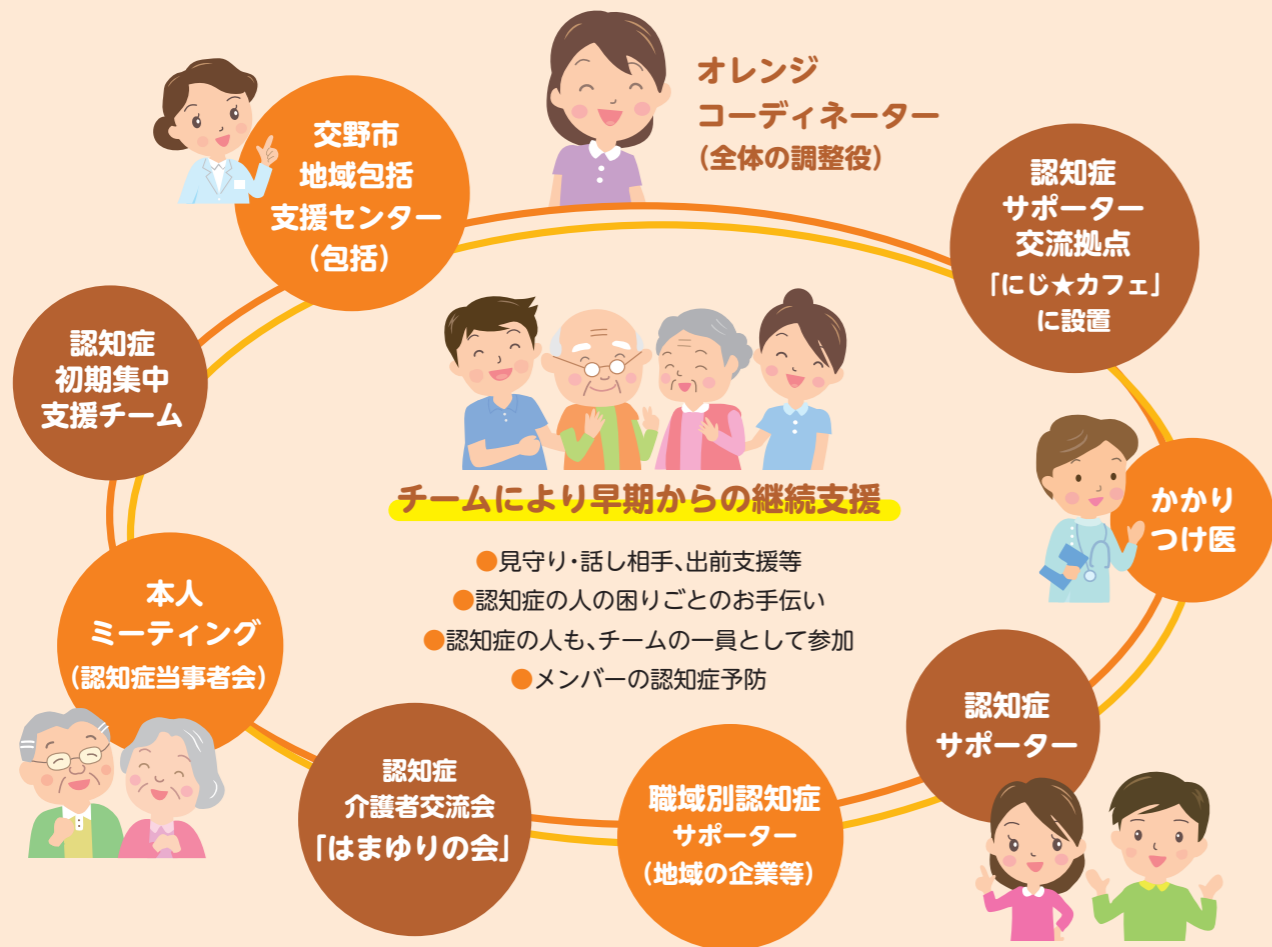 オレンジ
コーディネーター
(全体の調整役)
交野市
地域包括
支援センター
(包括)
認知症
サポーター
交流拠点
「にじ★カフェ」
に設置
認知症
初期集中
支援チーム
かかり
つけ医
チームにより早期からの継続支援
●見守り・話し相手、出前支援等
●認知症の人の困りごとのお手伝い
●認知症の人も、チームの一員として参加
●メンバーの認知症予防
本人
ミーティング
(認知症当事者会)
認知症
サポーター
認知症
介護者交流会
「はまゆりの会」
職域別認知症
サポーター
(地域の企業等)